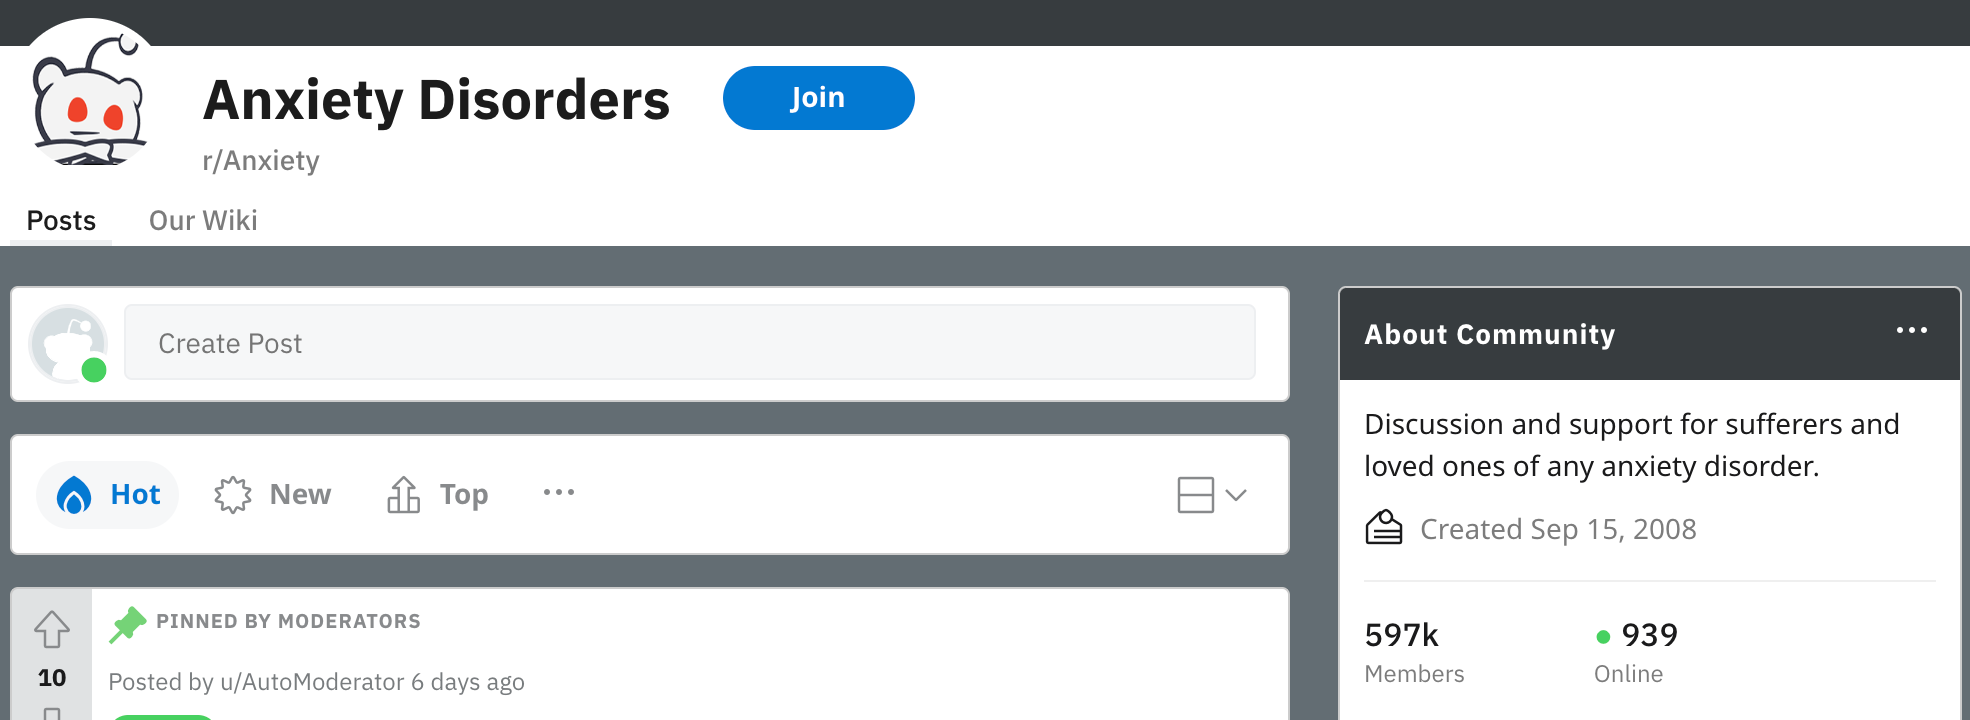 Anxiety Disorders
Join
r/Anxiety
Posts
Our Wiki
Create Post
Hot
New
Top
PINNED BY MODERATORS
10
Posted by u/AutoModerator 6 days ago
About Community
Discussion and support for sufferers and
loved ones of any anxiety disorder.
Created Sep 15, 2008
597k
Members
939
Online